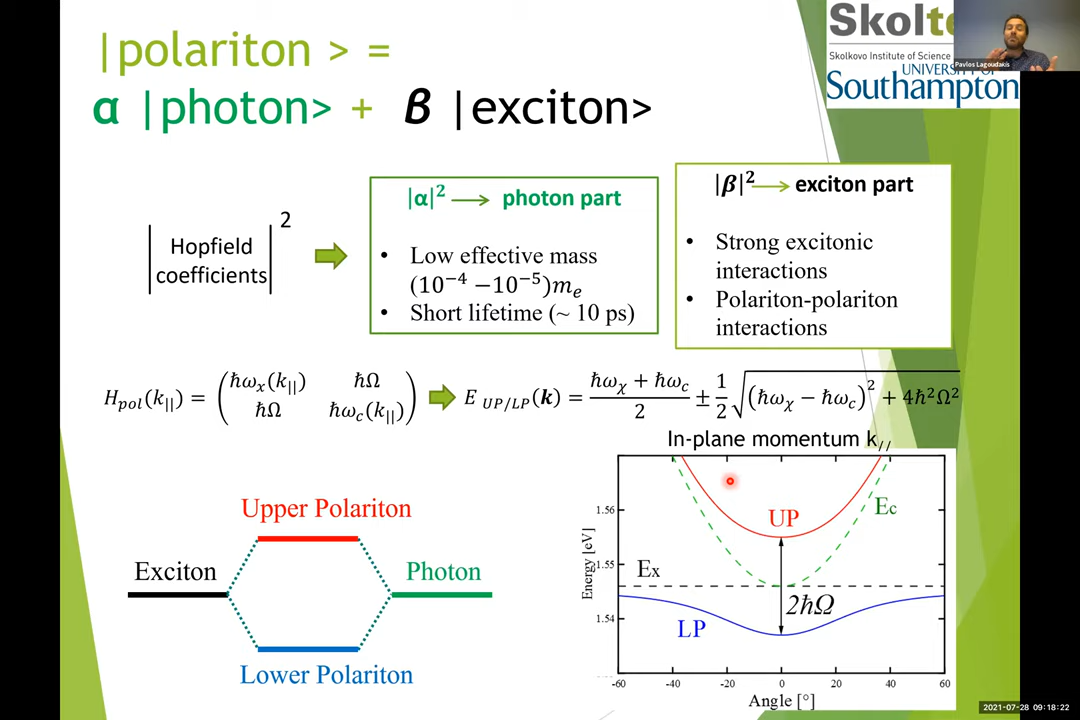 |polariton > =
α |photon> + β |exciton>
Skolte
Skolkovo Institute of Science
UNIVERSITY OF
Southampton
Pavlos Lagoudakis
|Hopfield coefficients|²
|α|² → photon part
• Low effective mass
(10⁻⁴ −10⁻⁵)mₑ
• Short lifetime (~ 10 ps)
|β|² → exciton part
• Strong excitonic
interactions
• Polariton-polariton
interactions
H_pol(k_||) = (ħω_x(k_||) ħΩ
ħΩ ħω_c(k_||))
E_UP/LP(k) = (ħω_χ + ħω_c)/2 ± 1/2 √((ħω_χ − ħω_c)² + 4ħ²Ω²)
In-plane momentum k_//
Upper Polariton
Exciton
Photon
Lower Polariton
Energy [eV]
1.56
1.55
1.54
UP
Ec
Ex
2ħΩ
LP
-60 -40 -20 0 20 40 60
Angle [°]
2021-07-28 09:18:22